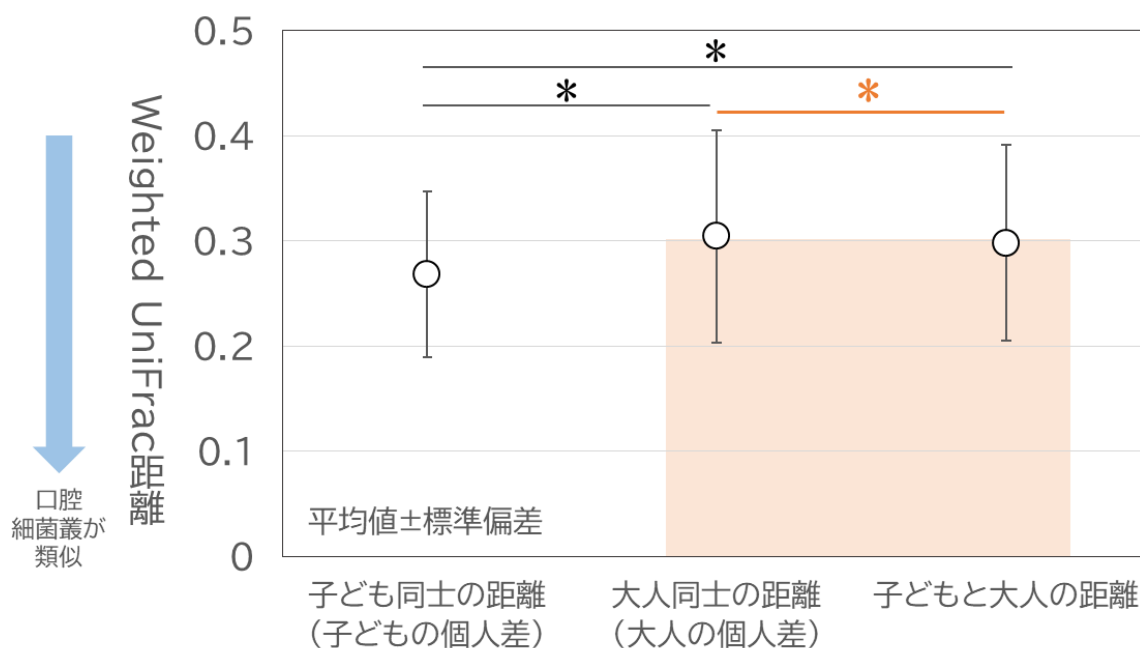 0.5
0.4
0.3
0.2
0.1
0
Weighted UniFrac距離
口腔
細菌叢が
類似
*
*
*
平均値±標準偏差
子ども同士の距離
（子どもの個人差）
大人同士の距離
（大人の個人差）
子どもと大人の距離